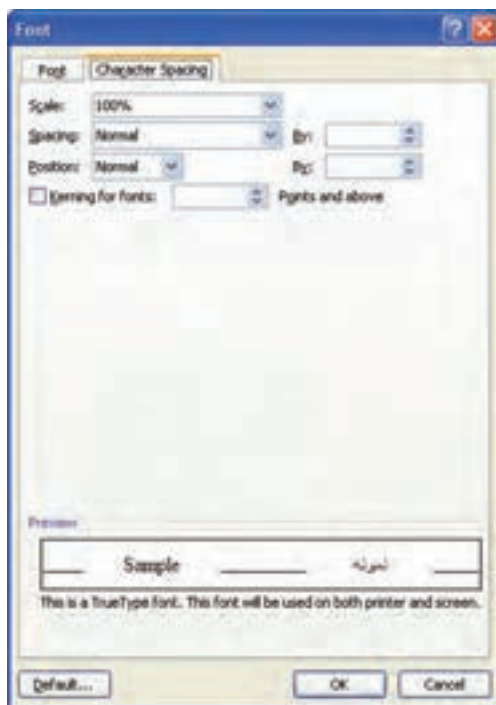 Font
Font Character Spacing
Scale: 100%
Spacing: Normal By:
Position: Normal By:
Kerning for fonts: Points and above
Preview
Sample نمونه
This is a TrueType font. This font will be used on both printer and screen.
Default... OK Cancel